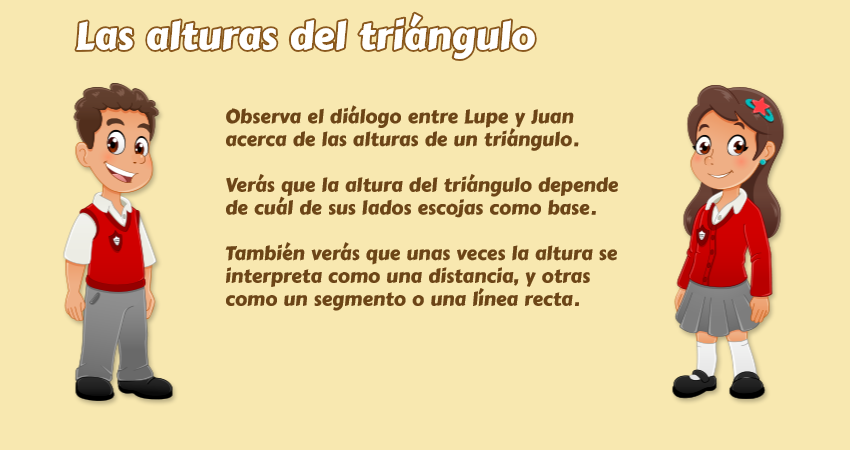 Las alturas del triángulo
Observa el diálogo entre Lupe y Juan
acerca de las alturas de un triángulo.
Verás que la altura del triángulo depende
de cuál de sus lados escojas como base.
También verás que unas veces la altura se
interpreta como una distancia, y otras
como un segmento o una línea recta.